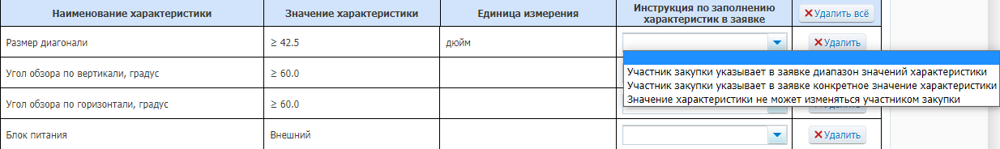 Наименование характеристики
Значение характеристики
Единица измерения
Инструкция по заполнению
характеристик в заявке
Удалить всё
Размер диагонали
≥ 42.5
дюйм
Удалить
Участник закупки указывает в заявке диапазон значений характеристики
Угол обзора по вертикали, градус
≥ 60.0
Участник закупки указывает в заявке конкретное значение характеристики
Значение характеристики не может изменяться участником закупки
Угол обзора по горизонтали, градус
≥ 60.0
Удалить
Блок питания
Внешний
Удалить